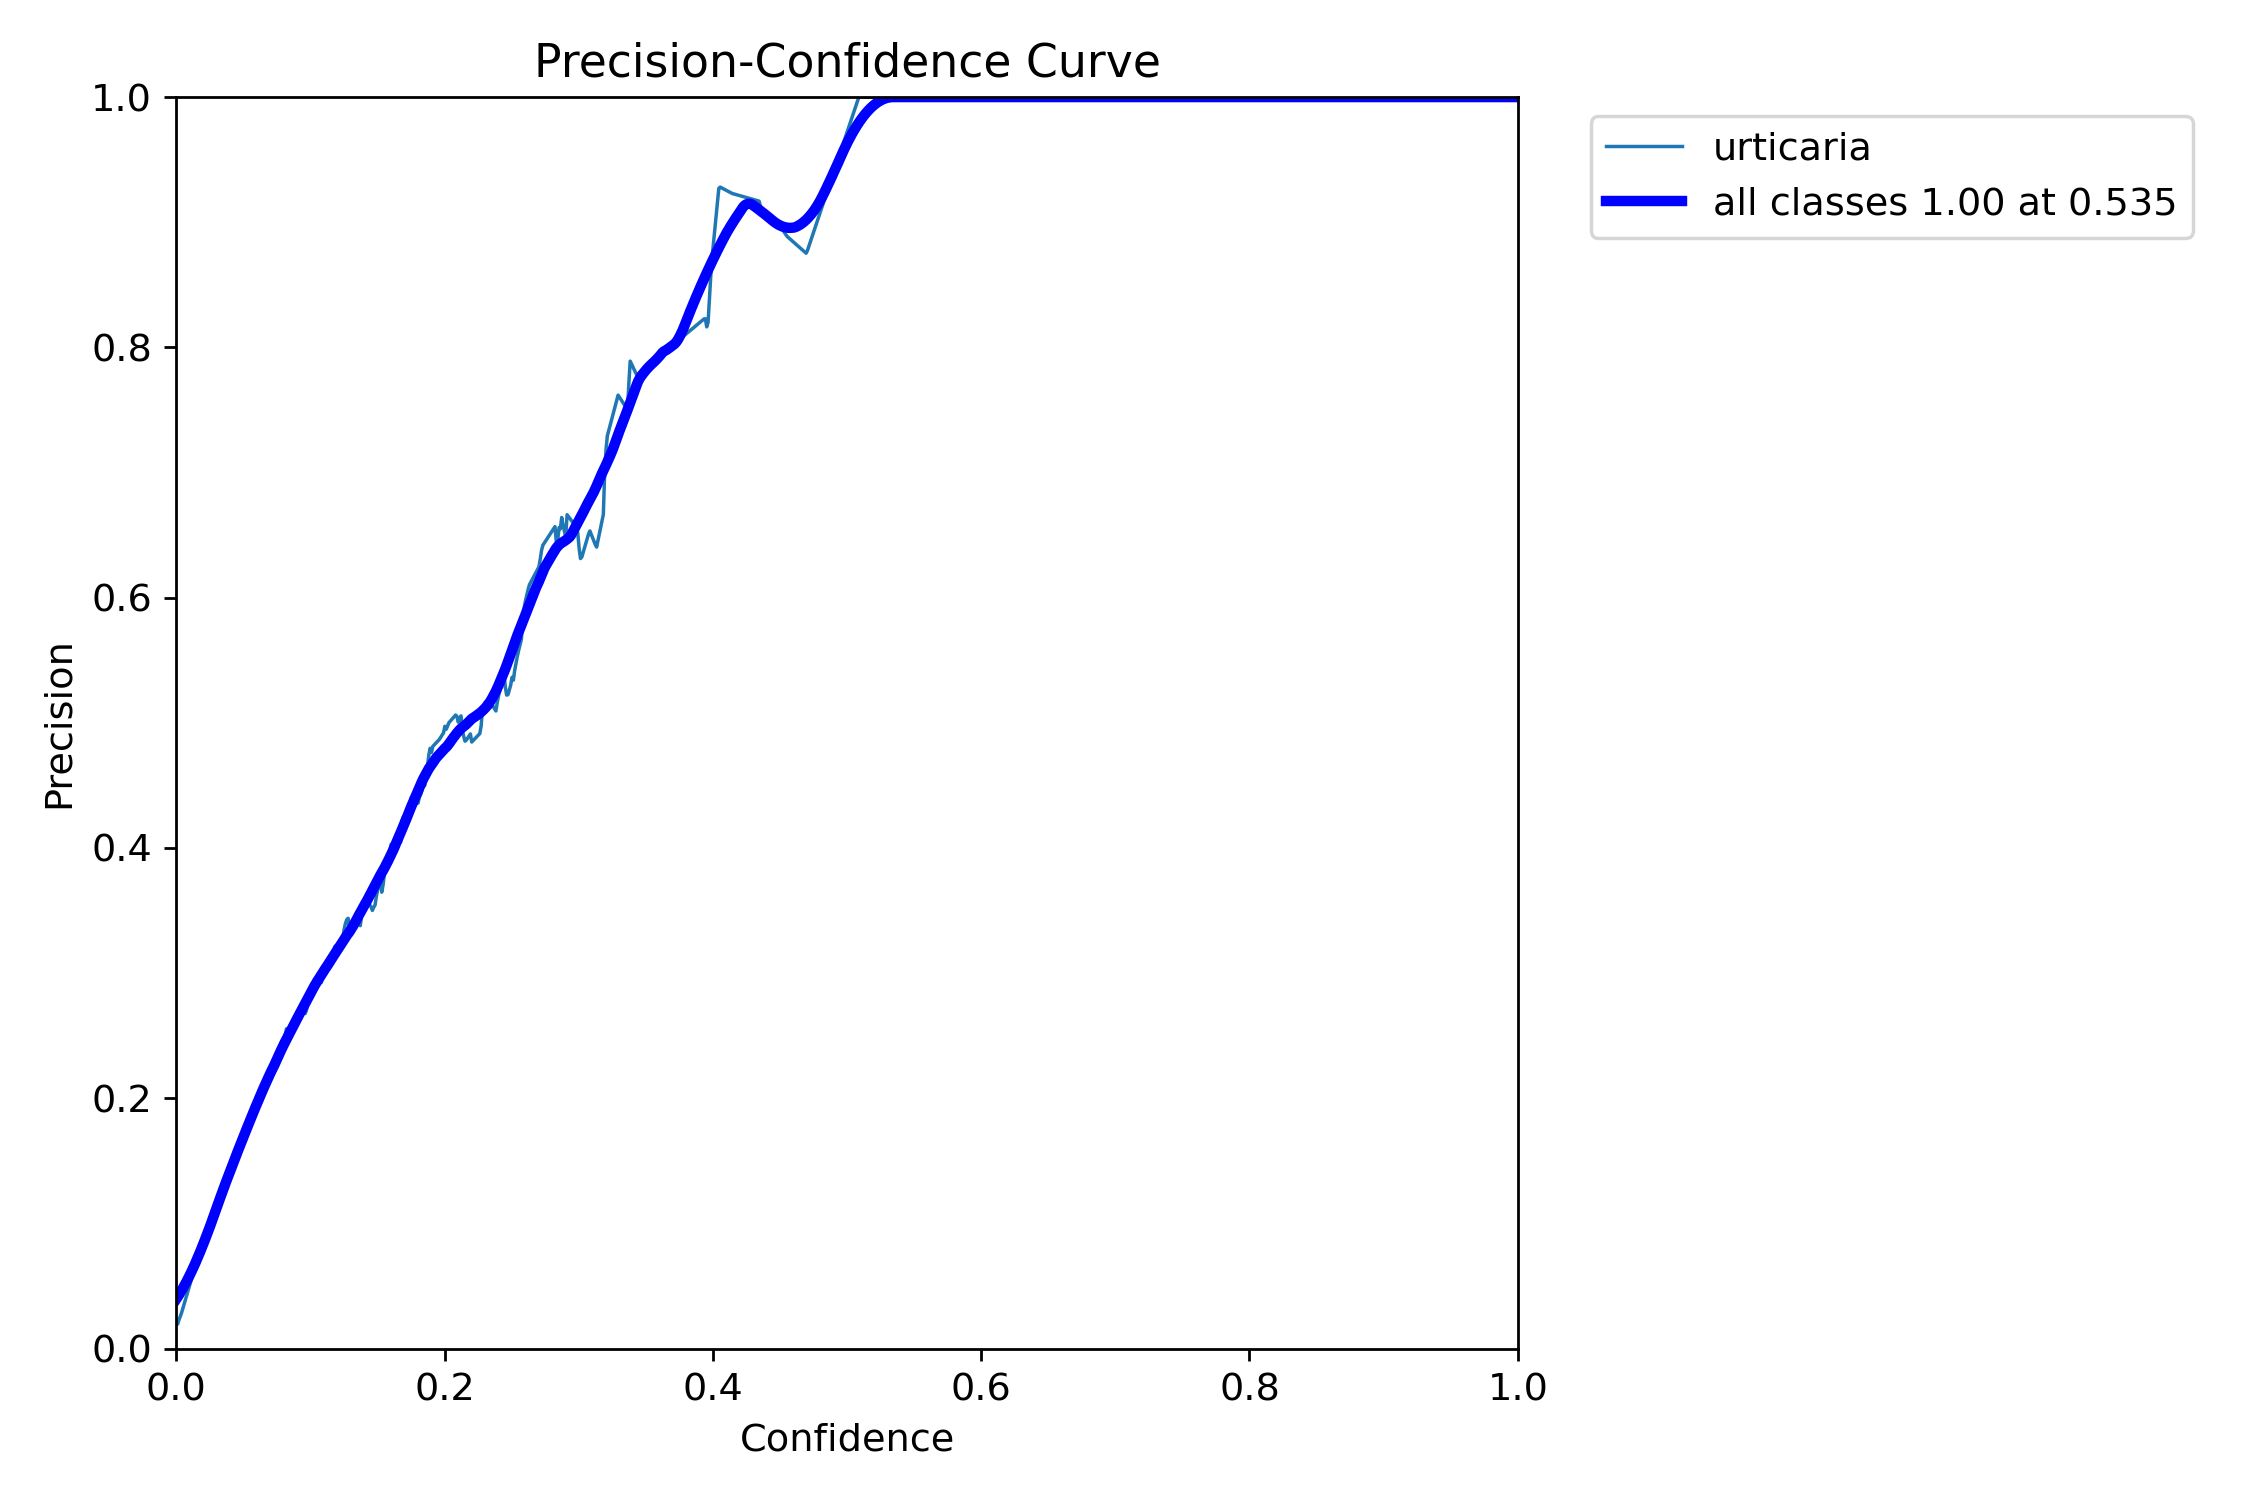 Precision-Confidence Curve
1.0
0.8
0.6
0.4
0.2
0.0
Precision
0.0 0.2 0.4 0.6 0.8 1.0
Confidence
urticaria
all classes 1.00 at 0.535